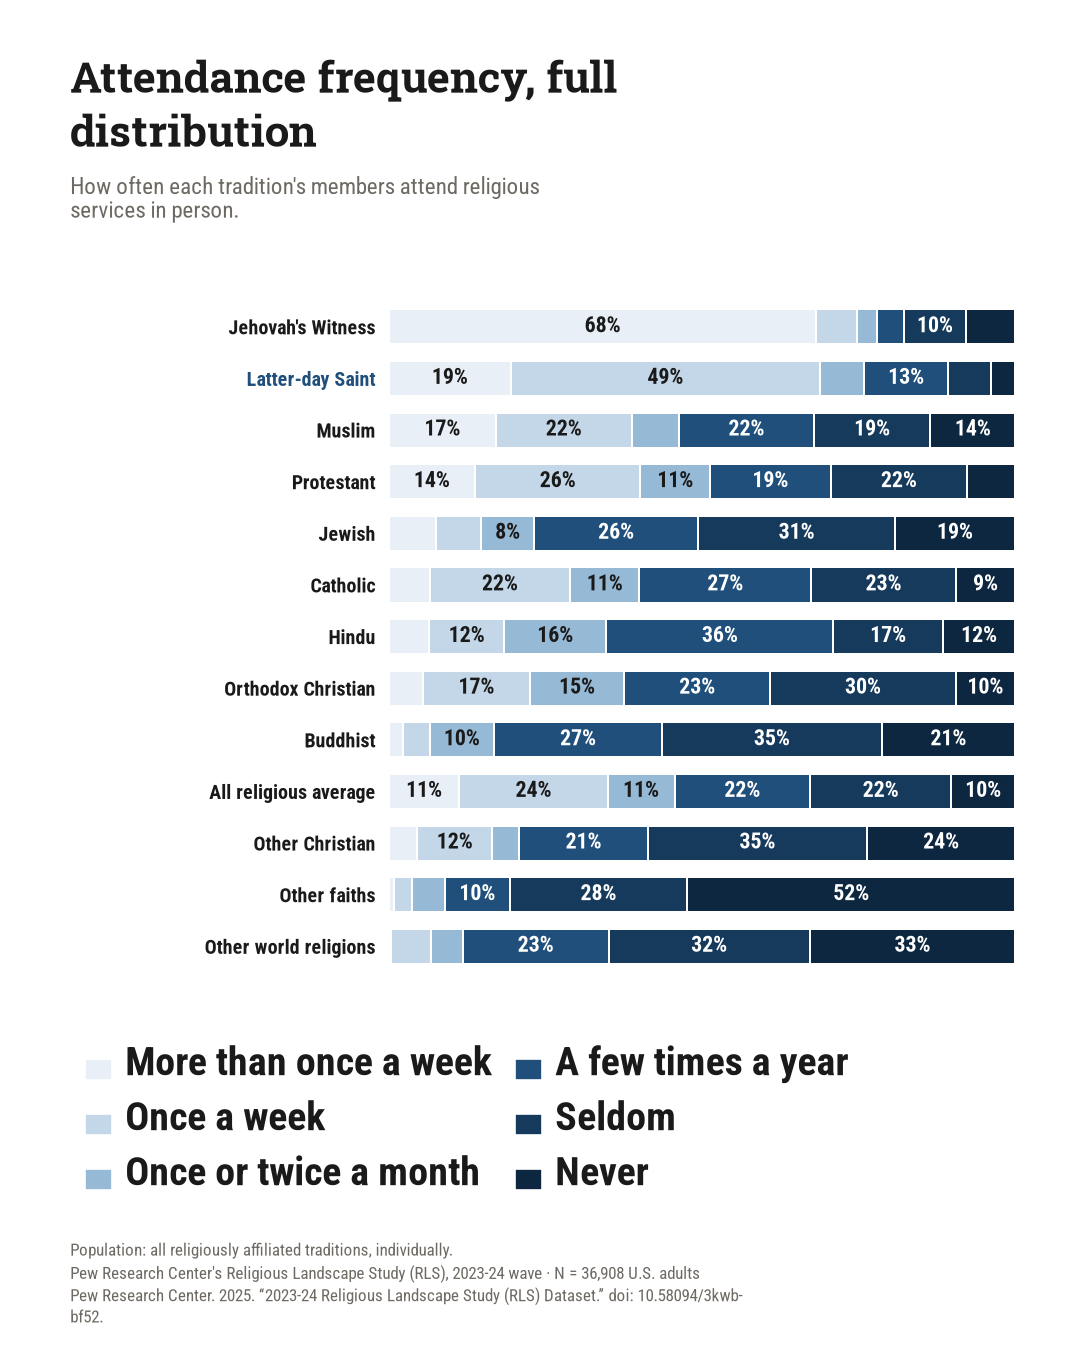 Attendance frequency, full
distribution
How often each tradition's members attend religious
services in person.
Jehovah's Witness 68% 10%
Latter-day Saint 19% 49% 13%
Muslim 17% 22% 22% 19% 14%
Protestant 14% 26% 11% 19% 22%
Jewish 8% 26% 31% 19%
Catholic 22% 11% 27% 23% 9%
Hindu 12% 16% 36% 17% 12%
Orthodox Christian 17% 15% 23% 30% 10%
Buddhist 10% 27% 35% 21%
All religious average 11% 24% 11% 22% 22% 10%
Other Christian 12% 21% 35% 24%
Other faiths 10% 28% 52%
Other world religions 23% 32% 33%
More than once a week A few times a year
Once a week Seldom
Once or twice a month Never
Population: all religiously affiliated traditions, individually.
Pew Research Center's Religious Landscape Study (RLS), 2023-24 wave · N = 36,908 U.S. adults
Pew Research Center. 2025. “2023-24 Religious Landscape Study (RLS) Dataset.” doi: 10.58094/3kwb-
bf52.